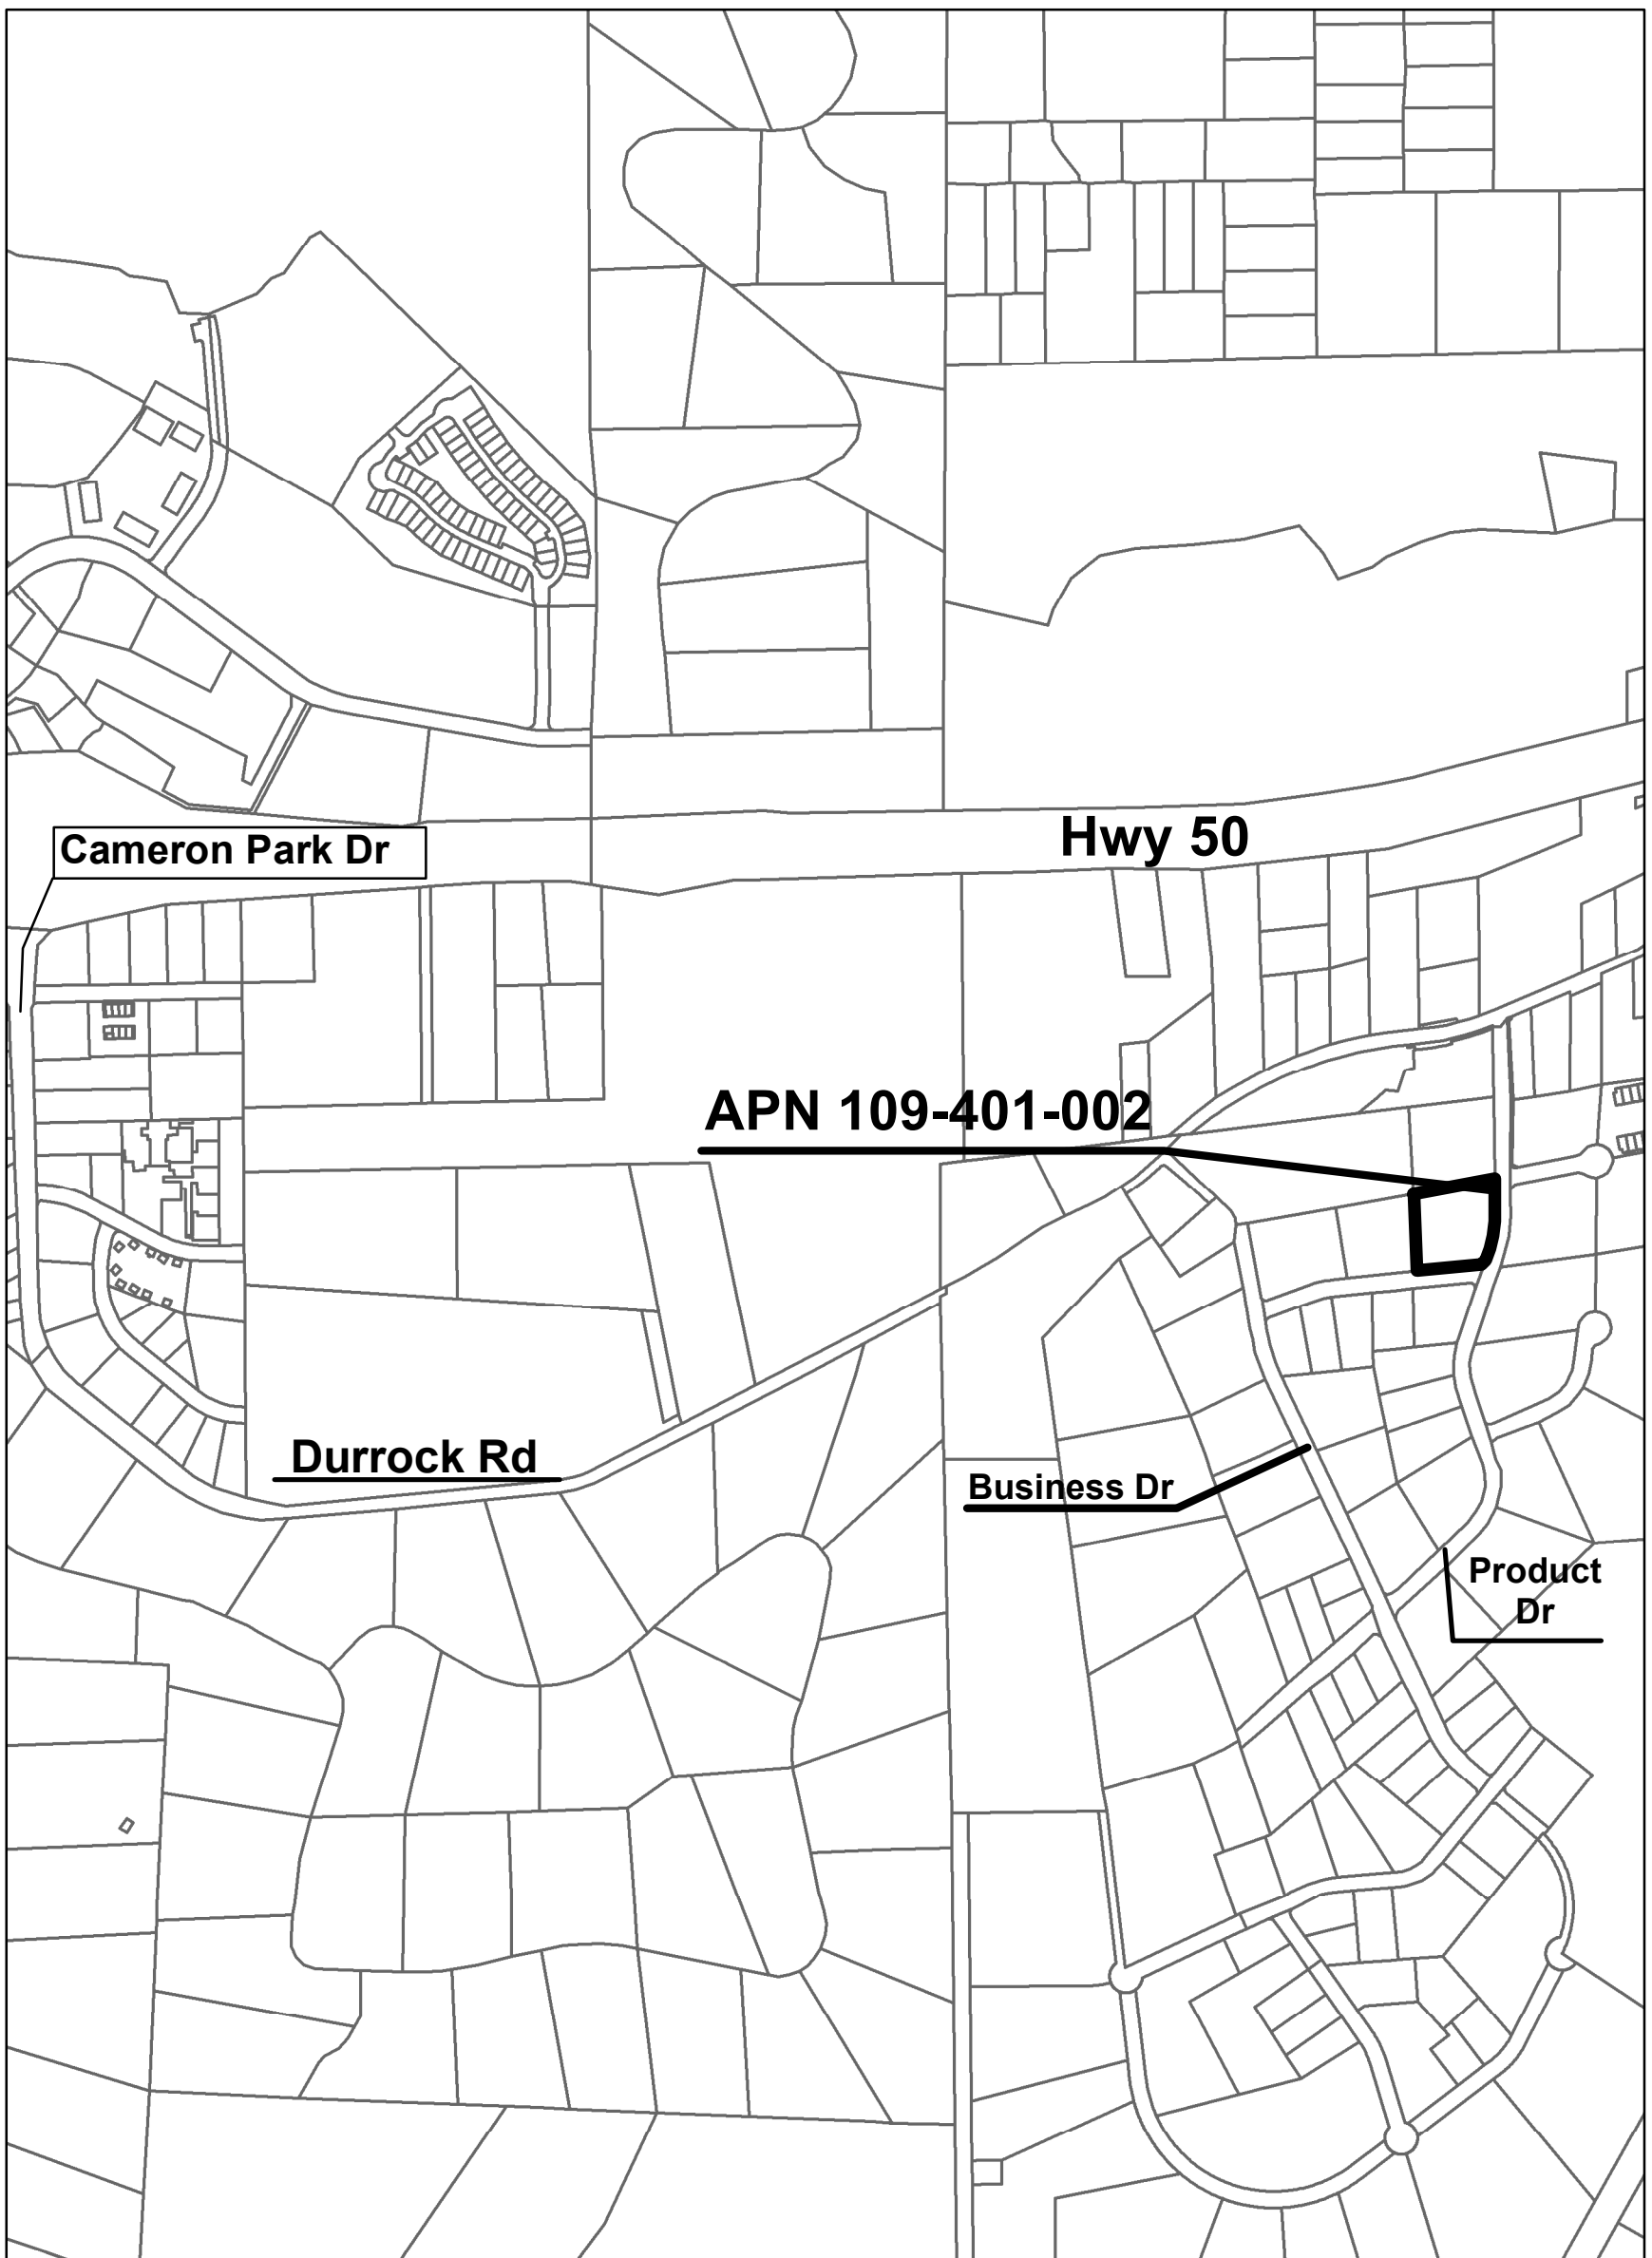 Hwy 50
Cameron Park Dr
APN 109-401-002
Durrock Rd
Business Dr
Product
Dr